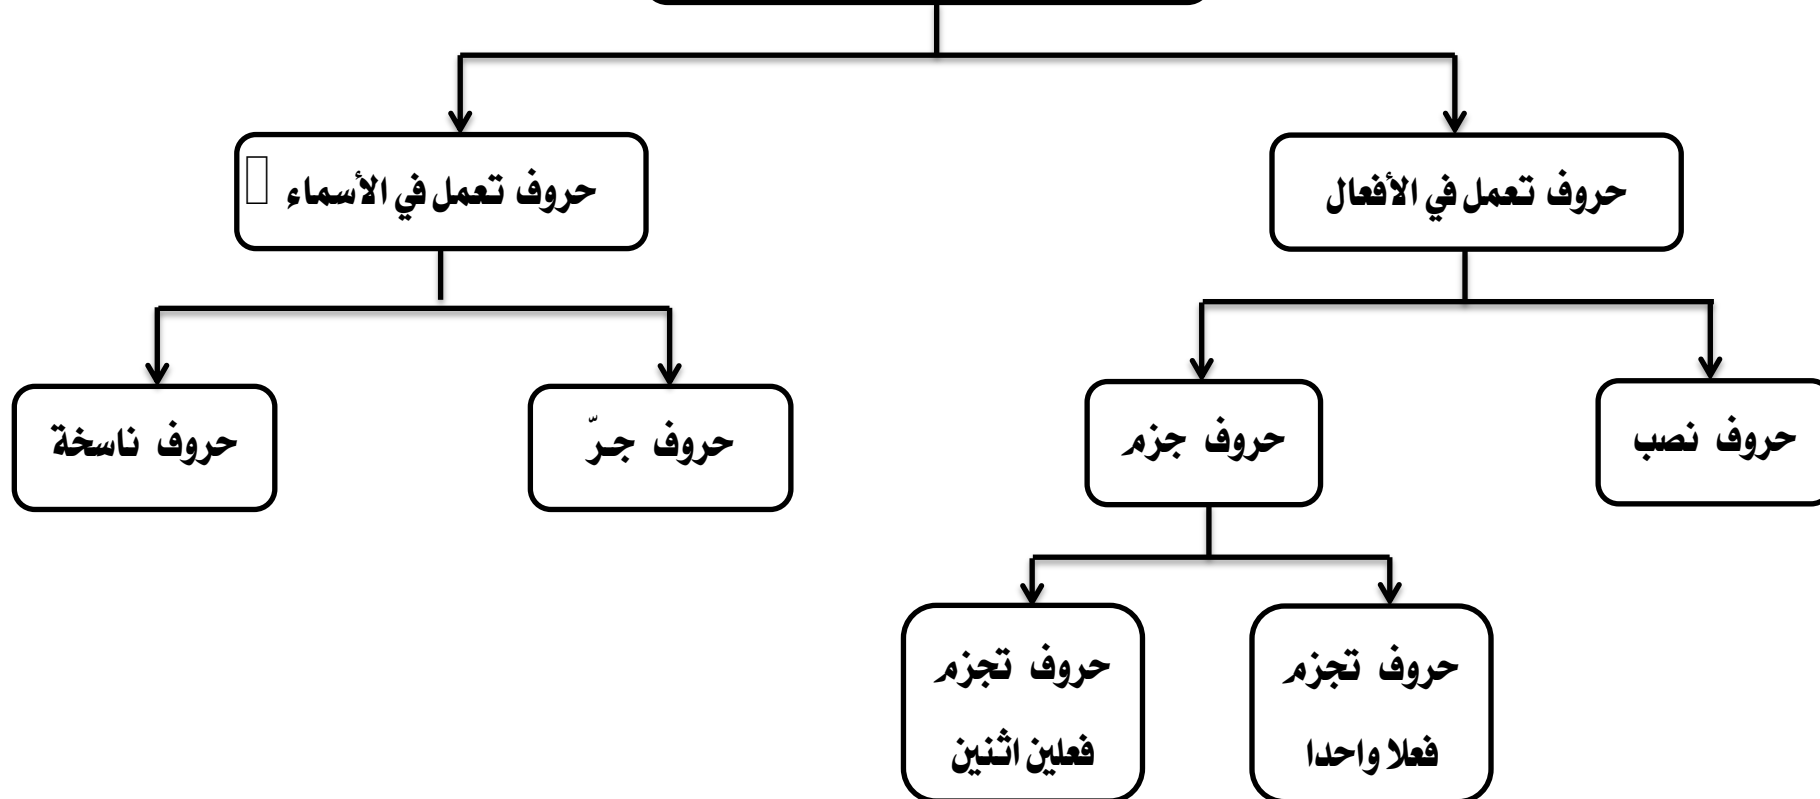 حروف تعمل في الأفعال
حروف تعمل في الأسماء
حروف نصب
حروف جزم
حروف جرّ
حروف ناسخة
حروف تجزم
فعلا واحدا
حروف تجزم
فعلين اثنين